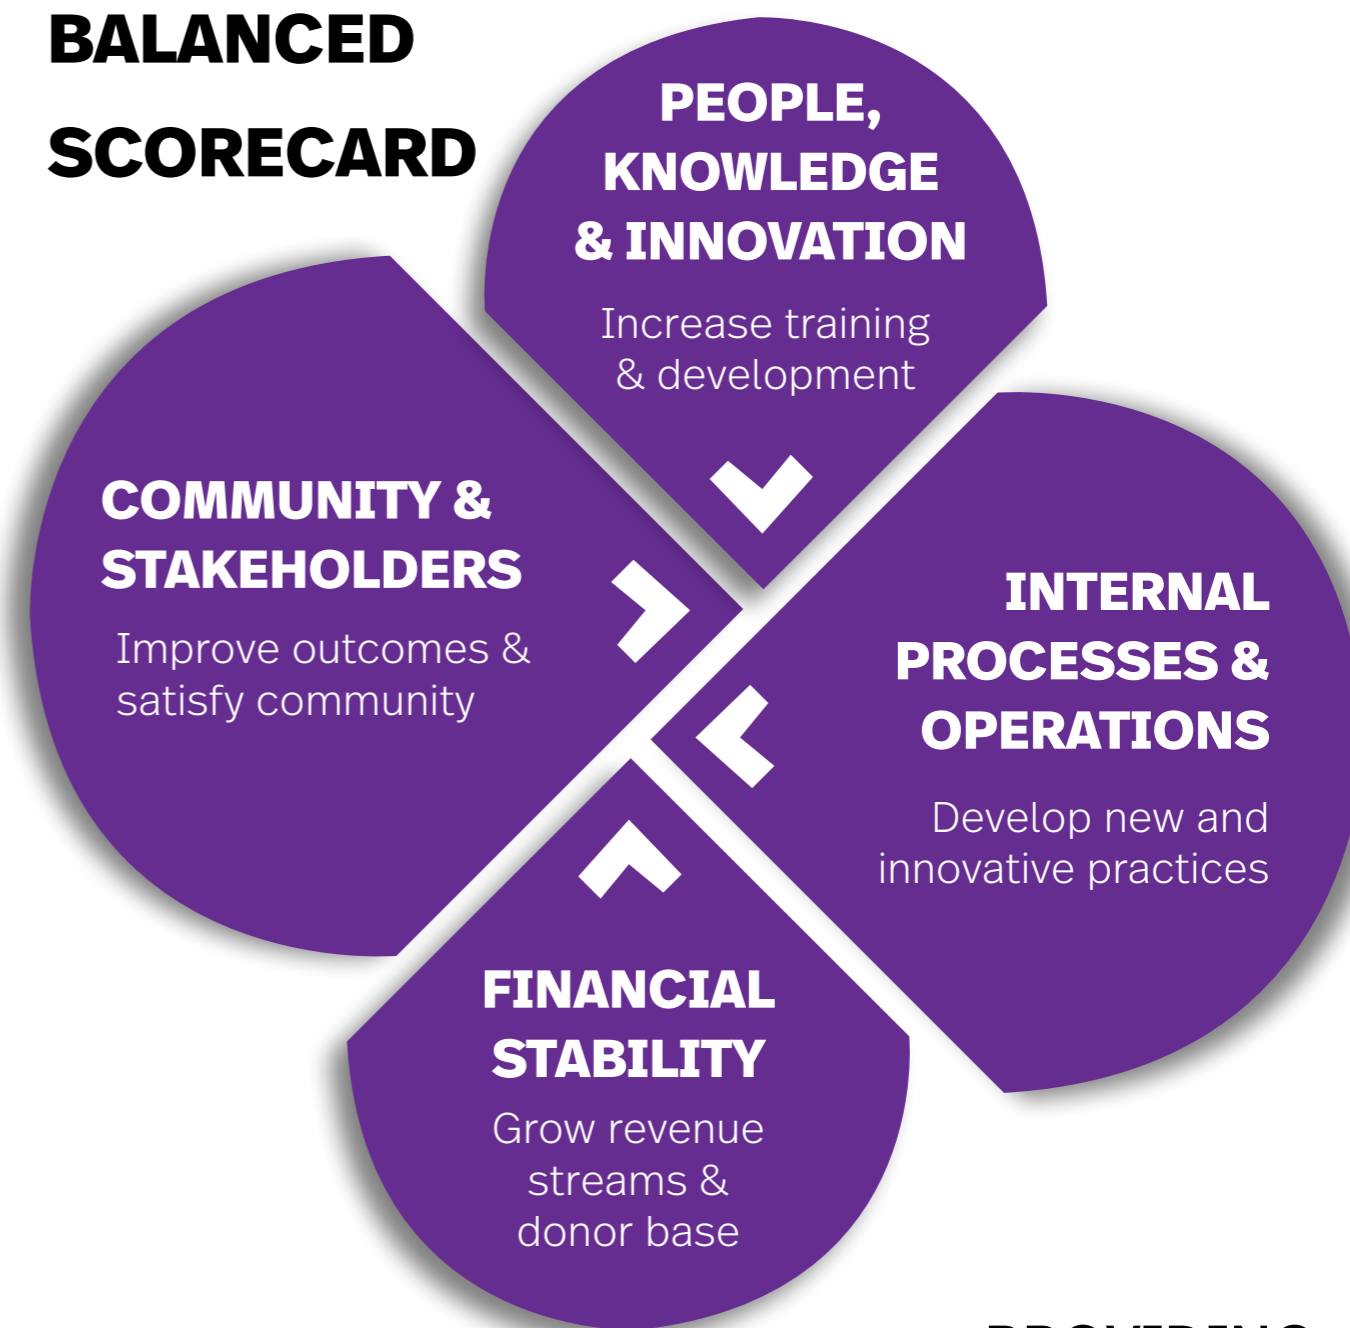 BALANCED
SCORECARD
PEOPLE,
KNOWLEDGE
& INNOVATION
Increase training
& development
COMMUNITY &
STAKEHOLDERS
Improve outcomes &
satisfy community
INTERNAL
PROCESSES &
OPERATIONS
Develop new and
innovative practices
FINANCIAL
STABILITY
Grow revenue
streams &
donor base
PROVIDING